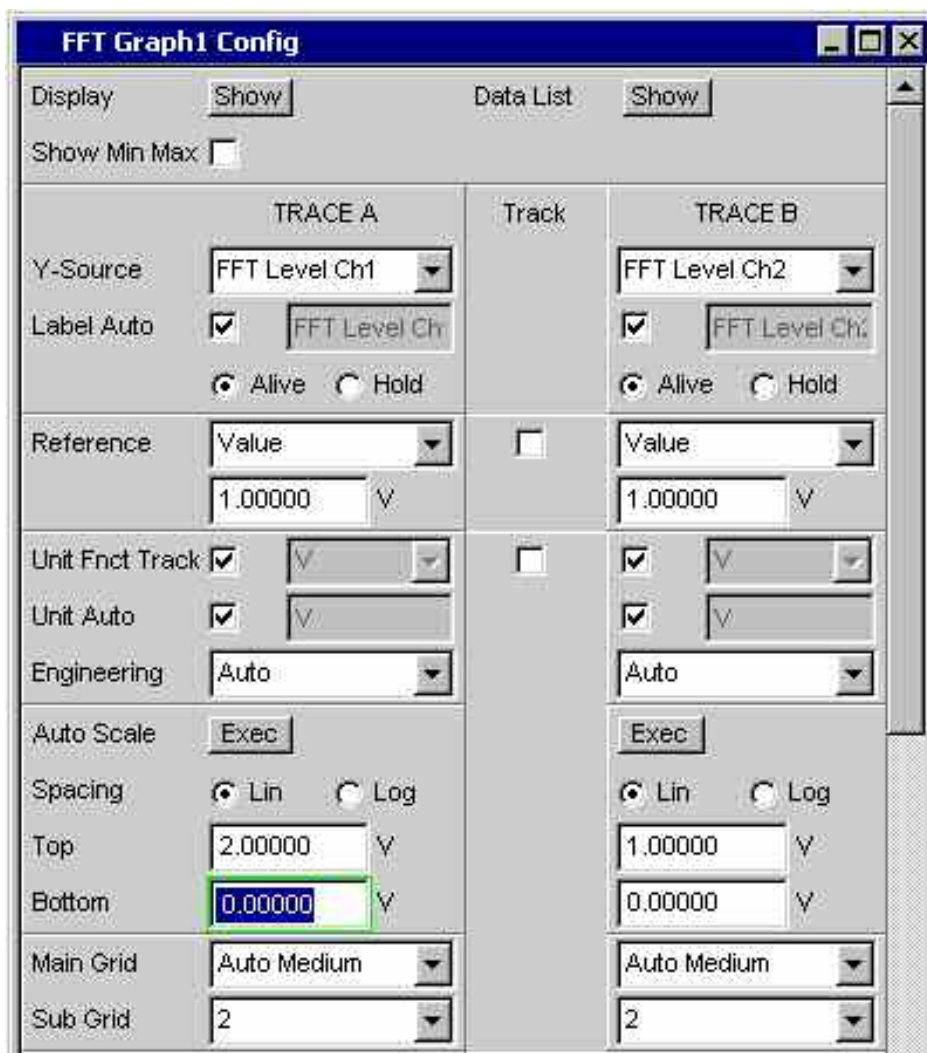 FFT Graph1 Config
Display Show Data List Show
Show Min Max
TRACE A Track TRACE B
Y-Source FFT Level Ch1 FFT Level Ch2
Label Auto FFT Level Ch FFT Level Ch2
Alive Hold Alive Hold
Reference Value Value
1.00000 V 1.00000 V
Unit Fnct Track V V
Unit Auto V V
Engineering Auto Auto
Auto Scale Exec Exec
Spacing Lin Log Lin Log
Top 2.00000 V 1.00000 V
Bottom 0.00000 V 0.00000 V
Main Grid Auto Medium Auto Medium
Sub Grid 2 2